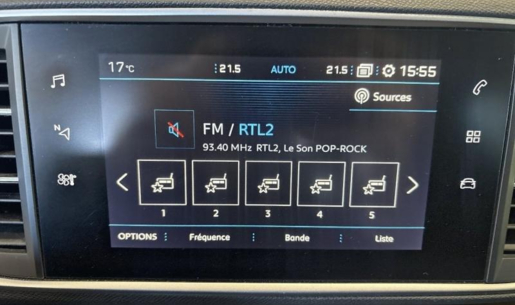 17°C 21.5 AUTO 21.5 15:55
Sources
N
FM / RTL2
93.40 MHz RTL2, Le Son POP-ROCK
1 2 3 4 5
OPTIONS Fréquence Bande Liste